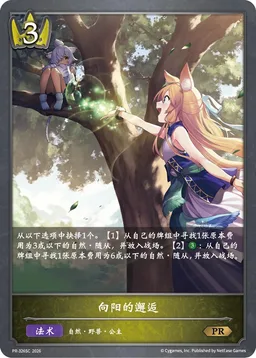 3
从以下选项中抉择1个。【1】从自己的牌组中寻找1张原本费
用为3或以下的自然·随从，并放入战场。【2】3：从自己的
牌组中寻找1张原本费用为6或以下的自然·随从，并放入战场。
向阳的邂逅
法术
自然·野兽·公主
PR
© Cygames, Inc. / Published by NetEase Games